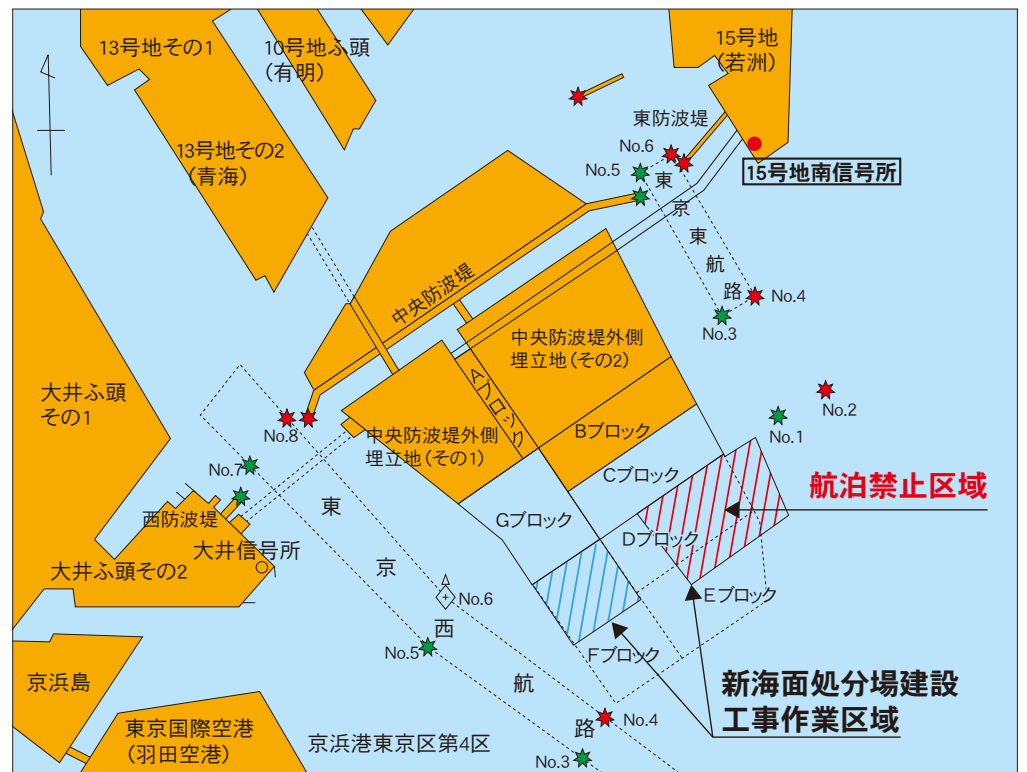 13号地その1
10号地ふ頭
(有明)
15号地
(若洲)
13号地その2
(青海)
東防波堤
No.6
No.5
15号地南信号所
東京東航路
No.4
No.3
中央防波堤
中央防波堤外側
埋立地(その2)
Aブロック
大井ふ頭
その1
No.2
No.1
No.8
中央防波堤外側
埋立地(その1)
Bブロック
Cブロック
No.7
航泊禁止区域
西防波堤
Gブロック
Dブロック
大井信号所
大井ふ頭その2
東京西航路
No.6
Eブロック
No.5
Fブロック
京浜島
新海面処分場建設
工事作業区域
東京国際空港
(羽田空港)
京浜港東京区第4区
No.4
No.3